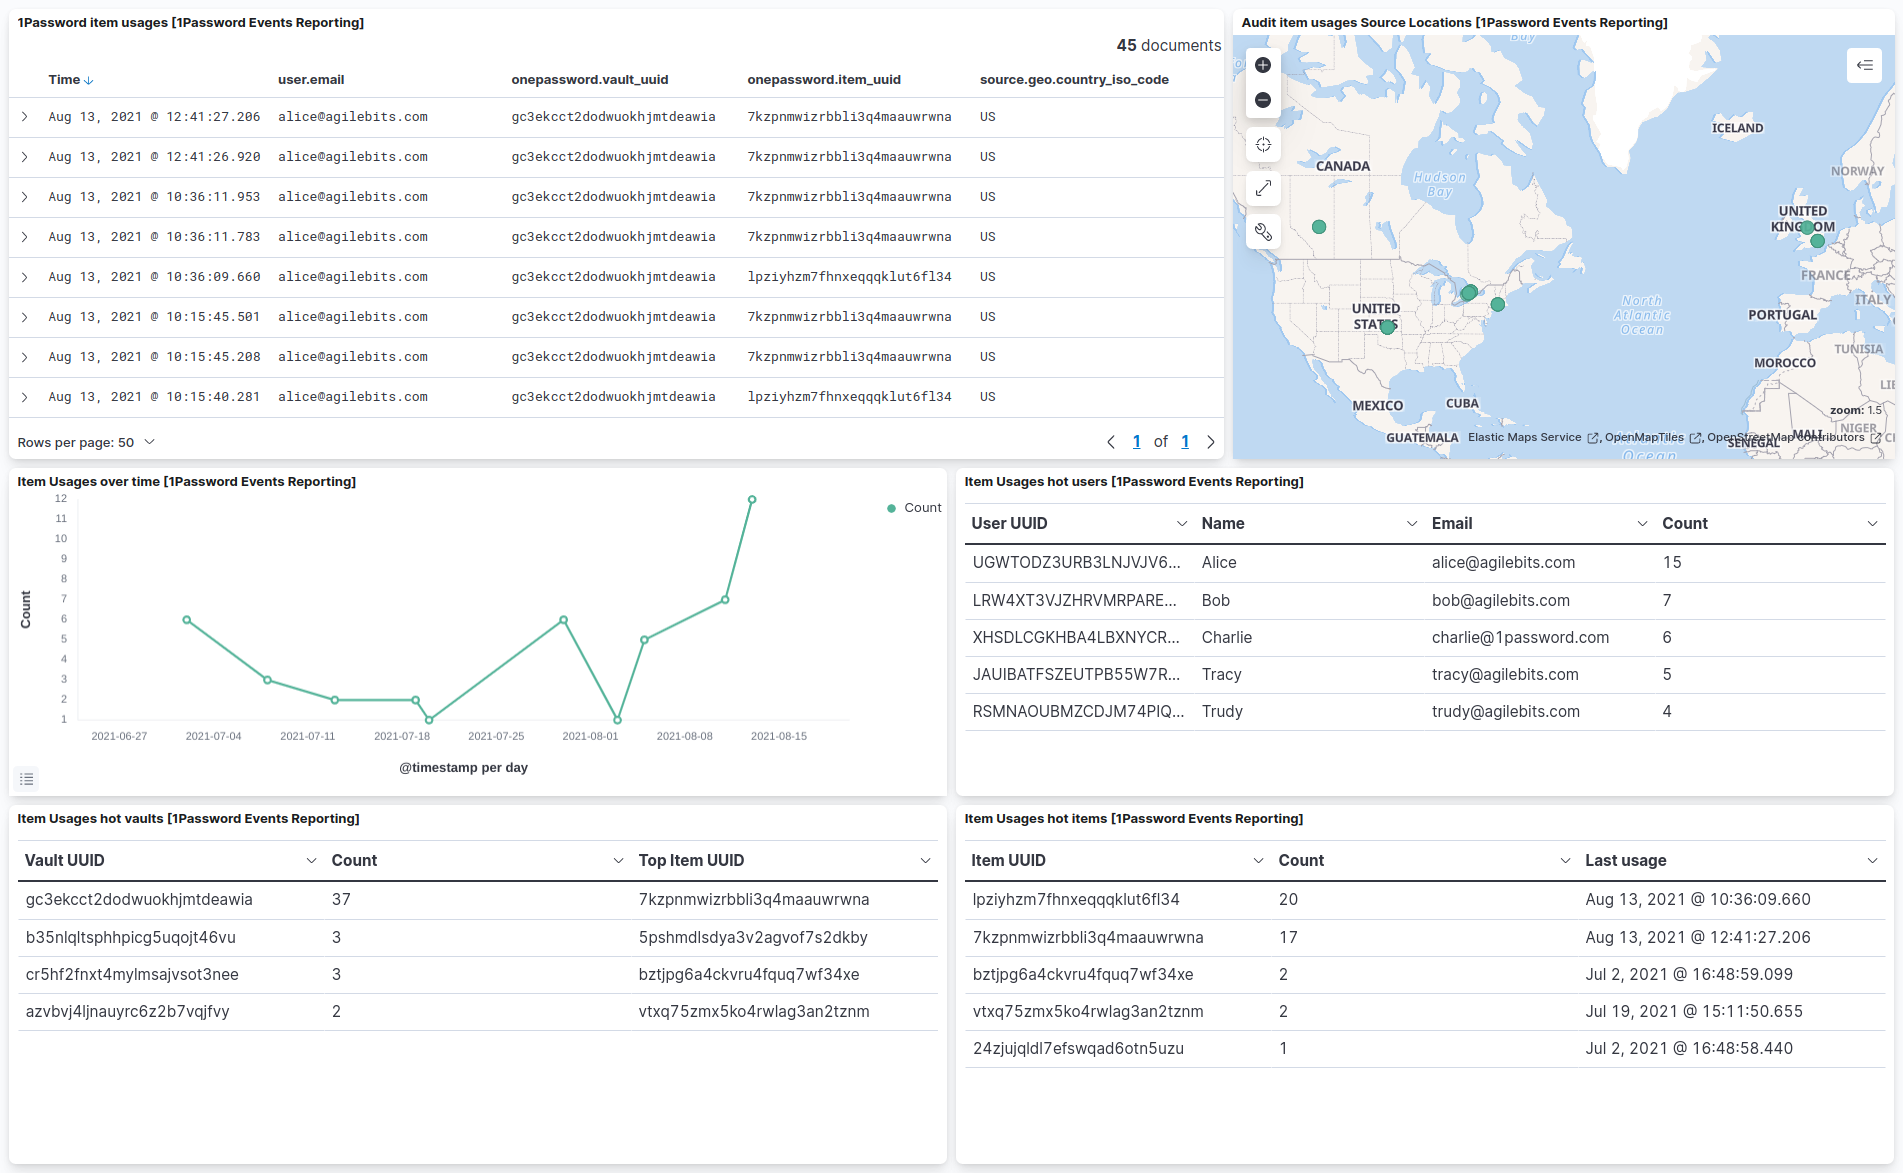 1Password item usages [1Password Events Reporting]
45 documents
Time user.email onepassword.vault_uuid onepassword.item_uuid source.geo.country_iso_code
Aug 13, 2021 @ 12:41:27.206 alice@agilebits.com gc3ekcct2dodwuokhjmtdeawia 7kzpnmwizrbbli3q4maauwrwna US
Aug 13, 2021 @ 12:41:26.920 alice@agilebits.com gc3ekcct2dodwuokhjmtdeawia 7kzpnmwizrbbli3q4maauwrwna US
Aug 13, 2021 @ 10:36:11.953 alice@agilebits.com gc3ekcct2dodwuokhjmtdeawia 7kzpnmwizrbbli3q4maauwrwna US
Aug 13, 2021 @ 10:36:11.783 alice@agilebits.com gc3ekcct2dodwuokhjmtdeawia 7kzpnmwizrbbli3q4maauwrwna US
Aug 13, 2021 @ 10:36:09.660 alice@agilebits.com gc3ekcct2dodwuokhjmtdeawia lpziyhzm7fhnxeqqqklut6fl34 US
Aug 13, 2021 @ 10:15:45.501 alice@agilebits.com gc3ekcct2dodwuokhjmtdeawia 7kzpnmwizrbbli3q4maauwrwna US
Aug 13, 2021 @ 10:15:45.208 alice@agilebits.com gc3ekcct2dodwuokhjmtdeawia 7kzpnmwizrbbli3q4maauwrwna US
Aug 13, 2021 @ 10:15:40.281 alice@agilebits.com gc3ekcct2dodwuokhjmtdeawia lpziyhzm7fhnxeqqqklut6fl34 US
Rows per page: 50
1 of 1
Audit item usages Source Locations [1Password Events Reporting]
Bay
ICELAND
CANADA
NORWAY
Hudson
Bay
UNITED
KINGDOM
FRANCE
ITALY
UNITED
STATES
North
Atlantic
Ocean
PORTUGAL
TUNISIA
MOROCCO
LIE
MEXICO
CUBA
zoom: 1.5
NIGER
MALI
GUATEMALA
SENEGAL
Elastic Maps Service , OpenMapTiles , OpenStreetMap contributors
Ocean
Item Usages over time [1Password Events Reporting]
Count
12
11
10
9
8
7
6
5
4
3
2
1
Count
2021-06-27 2021-07-04 2021-07-11 2021-07-18 2021-07-25 2021-08-01 2021-08-08 2021-08-15
@timestamp per day
Item Usages hot users [1Password Events Reporting]
User UUID Name Email Count
UGWTODZ3URB3LNJVJV6... Alice alice@agilebits.com 15
LRW4XT3VJZHRVMRPARE... Bob bob@agilebits.com 7
XHSDLCGKHBA4LBXNYCR... Charlie charlie@1password.com 6
JAUIBATFSZEUTPB55W7R... Tracy tracy@agilebits.com 5
RSMNAOUBMZCDJM74PIQ... Trudy trudy@agilebits.com 4
Item Usages hot vaults [1Password Events Reporting]
Vault UUID Count Top Item UUID
gc3ekcct2dodwuokhjmtdeawia 37 7kzpnmwizrbbli3q4maauwrwna
b35nlqltsphhpicg5uqojt46vu 3 5pshmdlsdya3v2agvof7s2dkby
cr5hf2fnxt4mylmsajvsot3nee 3 bztjpg6a4ckvru4fquq7wf34xe
azvbvj4ljnauyrc6z2b7vqjfvy 2 vtxq75zmx5ko4rwlag3an2tznm
Item Usages hot items [1Password Events Reporting]
Item UUID Count Last usage
lpziyhzm7fhnxeqqqklut6fl34 20 Aug 13, 2021 @ 10:36:09.660
7kzpnmwizrbbli3q4maauwrwna 17 Aug 13, 2021 @ 12:41:27.206
bztjpg6a4ckvru4fquq7wf34xe 2 Jul 2, 2021 @ 16:48:59.099
vtxq75zmx5ko4rwlag3an2tznm 2 Jul 19, 2021 @ 15:11:50.655
24zjujqldl7efswqad6otn5uzu 1 Jul 2, 2021 @ 16:48:58.440